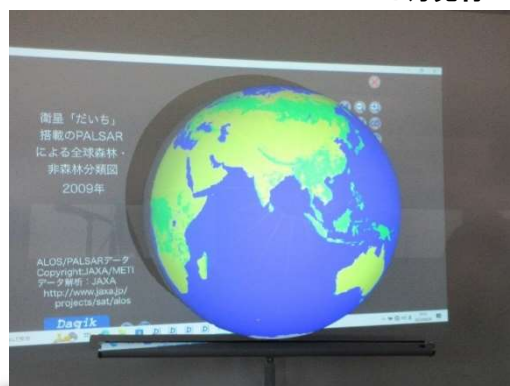 衛星「だいち」
搭載のPALSAR
による全球森林・
非森林分類図
2009年
ALOS/PALSARデータ
Copyright:JAXA/METI
データ解析：JAXA
http://www.jaxa.jp/
projects/sat/alos
Dagik